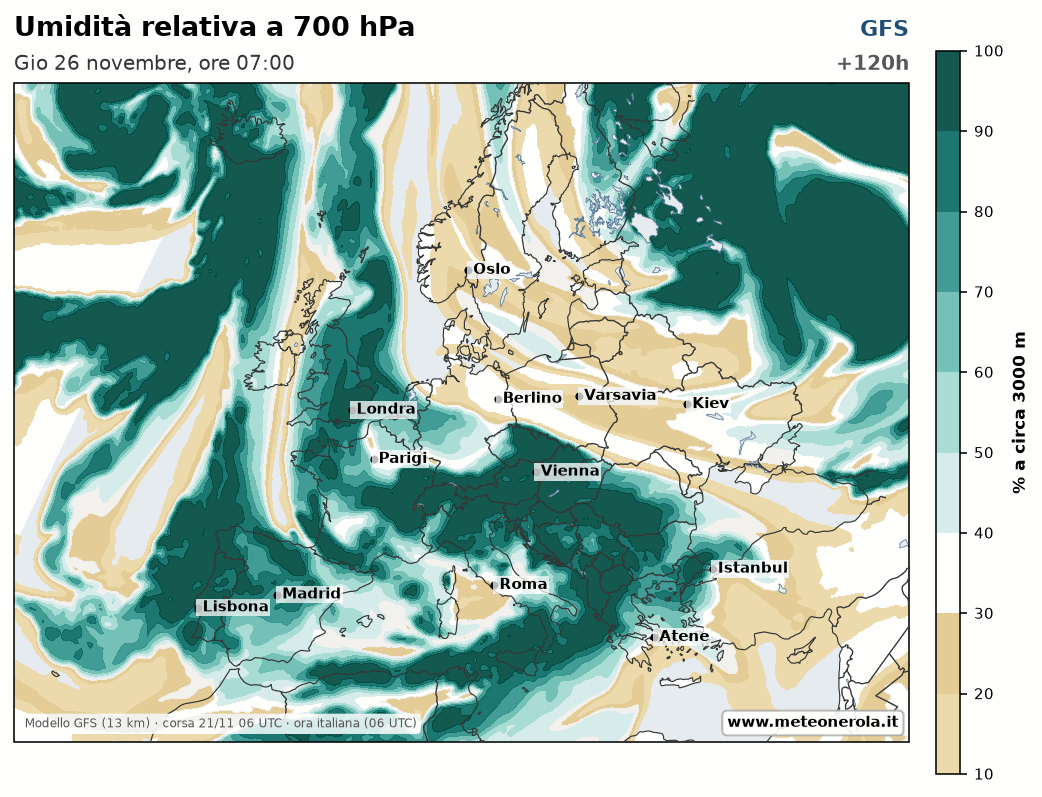 Umidità relativa a 700 hPa
GFS
Gio 26 novembre, ore 07:00
+120h
100
90
80
70
60
50
40
30
20
10
% a circa 3000 m
Oslo
Berlino
Varsavia
Kiev
Londra
Parigi
Vienna
Istanbul
Roma
Madrid
Lisbona
Atene
Modello GFS (13 km) · corsa 21/11 06 UTC · ora italiana (06 UTC)
www.meteonerola.it